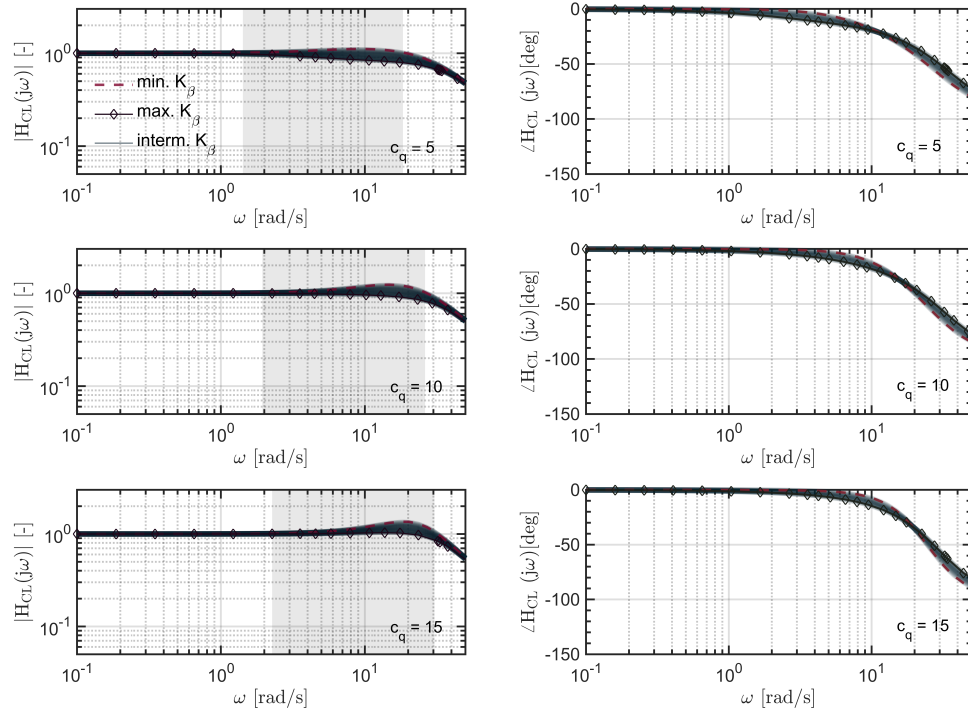 |H_CL(jω)| [-]
10^0
10^-1
min. K_β
max. K_β
interm. K_β
c_q = 5
10^-1 10^0 10^1
ω [rad/s]
∠H_CL (jω)[deg]
0
-50
-100
-150
c_q = 5
10^-1 10^0 10^1
ω [rad/s]
|H_CL(jω)| [-]
10^0
10^-1
c_q = 10
10^-1 10^0 10^1
ω [rad/s]
∠H_CL (jω)[deg]
0
-50
-100
-150
c_q = 10
10^-1 10^0 10^1
ω [rad/s]
|H_CL(jω)| [-]
10^0
10^-1
c_q = 15
10^-1 10^0 10^1
ω [rad/s]
∠H_CL (jω)[deg]
0
-50
-100
-150
c_q = 15
10^-1 10^0 10^1
ω [rad/s]